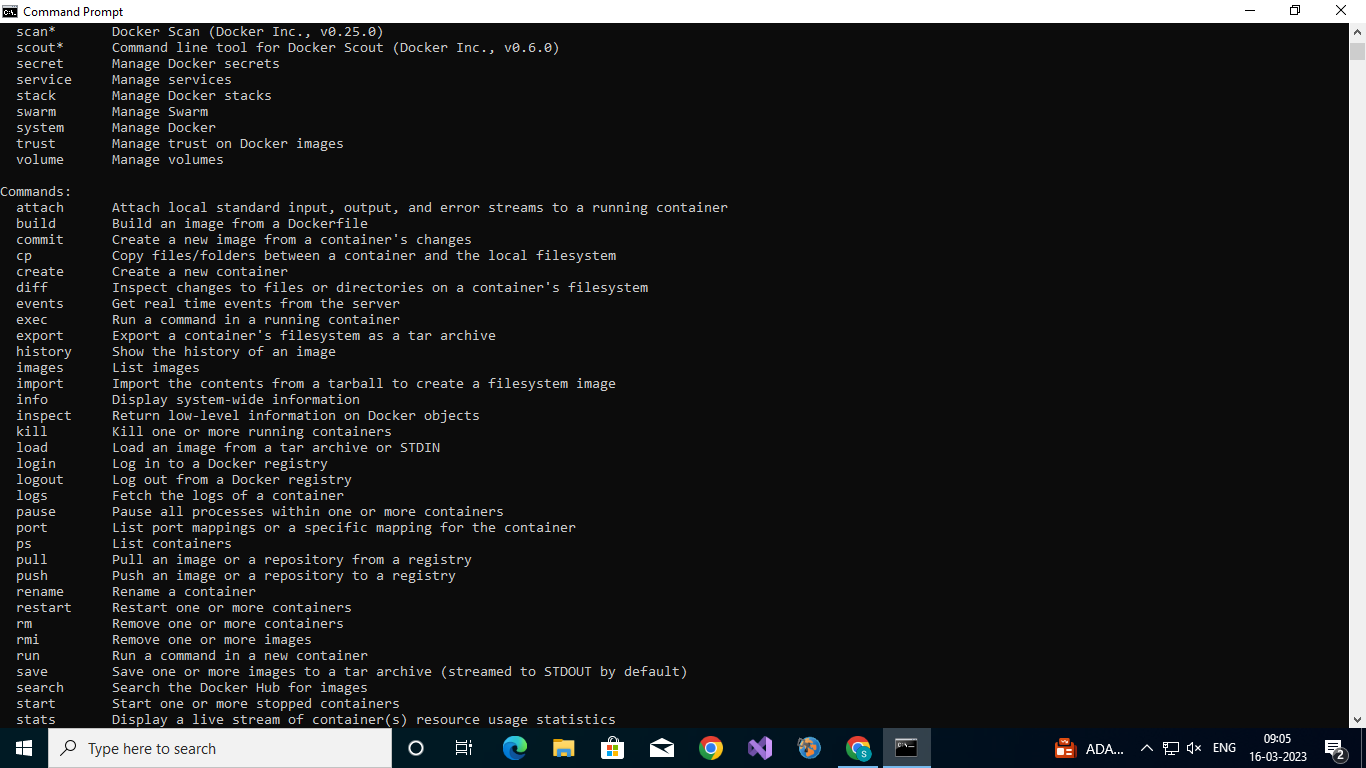 Command Prompt
scan* Docker Scan (Docker Inc., v0.25.0)
scout* Command line tool for Docker Scout (Docker Inc., v0.6.0)
secret Manage Docker secrets
service Manage services
stack Manage Docker stacks
swarm Manage Swarm
system Manage Docker
trust Manage trust on Docker images
volume Manage volumes
Commands:
attach Attach local standard input, output, and error streams to a running container
build Build an image from a Dockerfile
commit Create a new image from a container's changes
cp Copy files/folders between a container and the local filesystem
create Create a new container
diff Inspect changes to files or directories on a container's filesystem
events Get real time events from the server
exec Run a command in a running container
export Export a container's filesystem as a tar archive
history Show the history of an image
images List images
import Import the contents from a tarball to create a filesystem image
info Display system-wide information
inspect Return low-level information on Docker objects
kill Kill one or more running containers
load Load an image from a tar archive or STDIN
login Log in to a Docker registry
logout Log out from a Docker registry
logs Fetch the logs of a container
pause Pause all processes within one or more containers
port List port mappings or a specific mapping for the container
ps List containers
pull Pull an image or a repository from a registry
push Push an image or a repository to a registry
rename Rename a container
restart Restart one or more containers
rm Remove one or more containers
rmi Remove one or more images
run Run a command in a new container
save Save one or more images to a tar archive (streamed to STDOUT by default)
search Search the Docker Hub for images
start Start one or more stopped containers
stats Display a live stream of container(s) resource usage statistics
Type here to search
ADA... ENG
09:05
16-03-2023
2